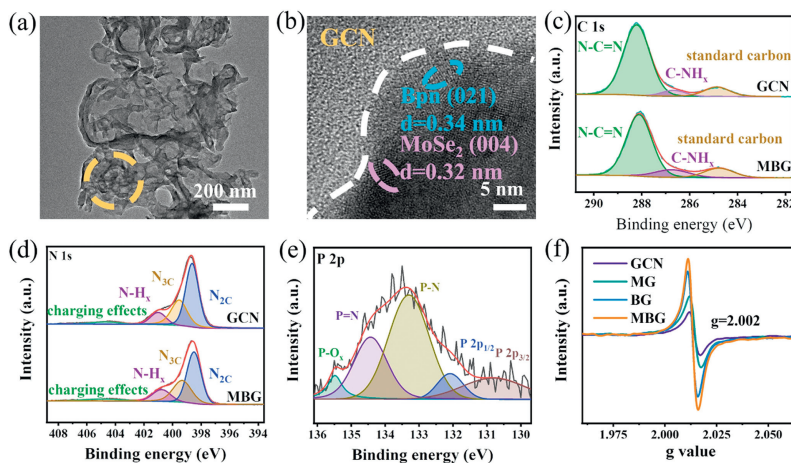 (a)
200 nm
(b)
GCN
Bpn (021)
d=0.34 nm
MoSe₂ (004)
d=0.32 nm
5 nm
(c)
C 1s
N-C=N
standard carbon
C-NHₓ
GCN
N-C=N
standard carbon
C-NHₓ
MBG
Intensity (a.u.)
290 288 286 284 282
Binding energy (eV)
(d)
N 1s
N₂C
N₃C
N-Hₓ
charging effects
GCN
N₂C
N₃C
N-Hₓ
charging effects
MBG
Intensity (a.u.)
408 406 404 402 400 398 396 394
Binding energy (eV)
(e)
P 2p
P-N
P=N
P-Oₓ
P 2p₁/₂
P 2p₃/₂
Intensity (a.u.)
136 135 134 133 132 131 130
Binding energy (eV)
(f)
GCN
MG
BG
MBG
g=2.002
Intensity (a.u.)
1.975 2.000 2.025 2.050
g value